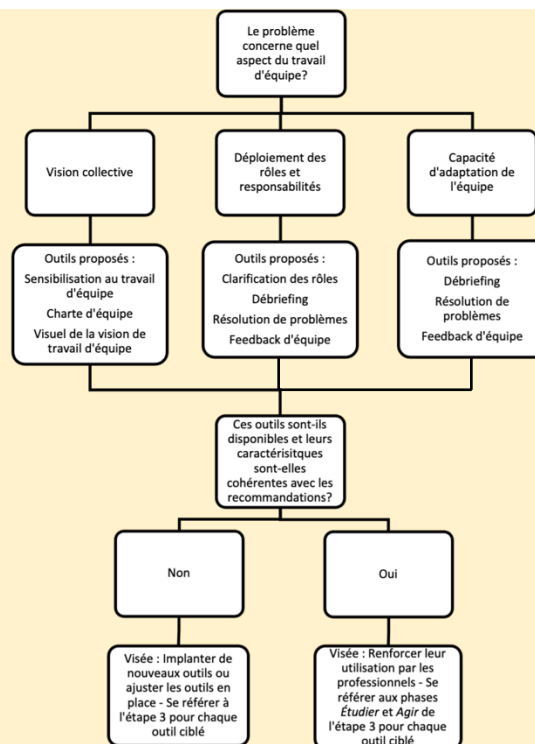 Le problème
concerne quel
aspect du travail
d'équipe?
Vision collective
Déploiement des
rôles et
responsabilités
Capacité
d'adaptation de
l'équipe
Outils proposés :
Sensibilisation au travail
d'équipe
Charte d'équipe
Visuel de la vision de
travail d'équipe
Outils proposés :
Clarification des rôles
Débriefing
Résolution de problèmes
Feedback d'équipe
Outils proposés :
Débriefing
Résolution de
problèmes
Feedback d'équipe
Ces outils sont-ils
disponibles et leurs
caractérisitques
sont-elles
cohérentes avec les
recommandations?
Non
Oui
Visée : Implanter de
nouveaux outils ou
ajuster les outils en
place - Se référer à
l'étape 3 pour chaque
outil ciblé
Visée : Renforcer leur
utilisation par les
professionnels - Se
référer aux phases
Étudier et Agir de
l'étape 3 pour chaque
outil ciblé